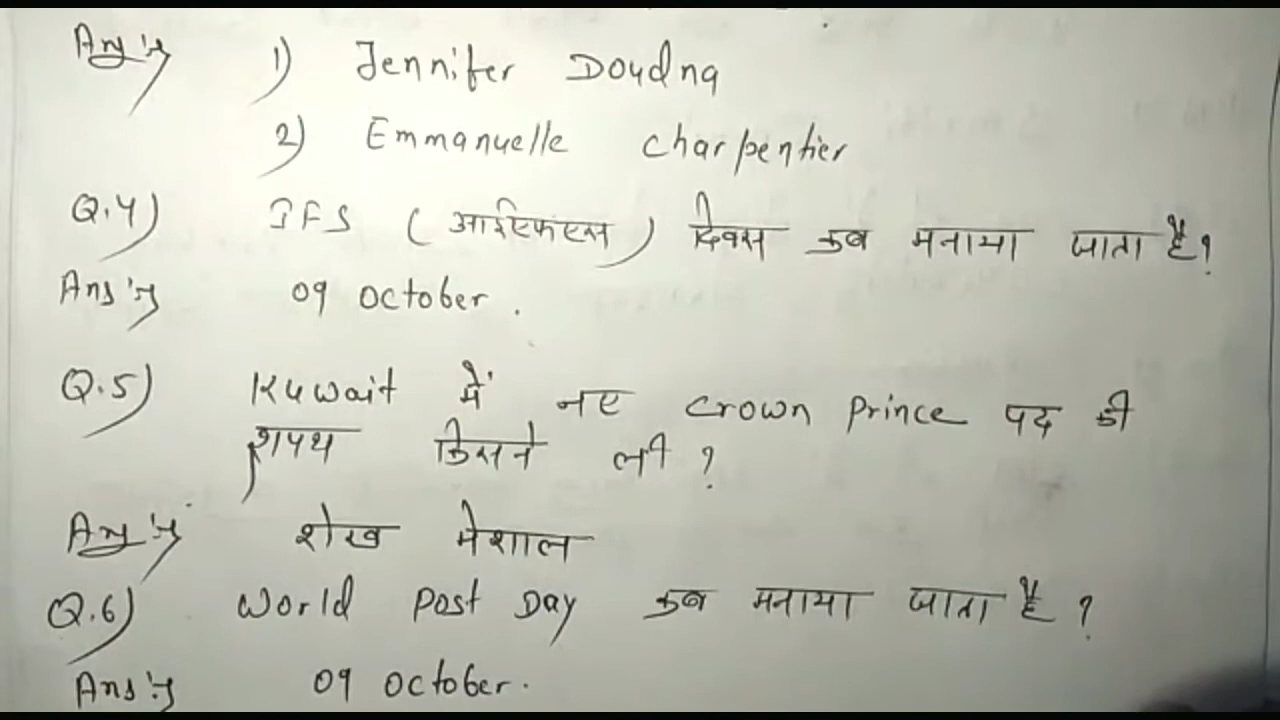 Ans :-
1) Jennifer Doudna
2) Emmanuelle Charpentier
Q.4) IFS (आईएफएस) दिवस कब मनाया जाता है?
Ans :- 09 October.
Q.5) Kuwait में नए Crown Prince पद की
शपथ किसने ली ?
Ans :- शेख मेशाल
Q.6) World Post Day कब मनाया जाता है ?
Ans :- 09 October.